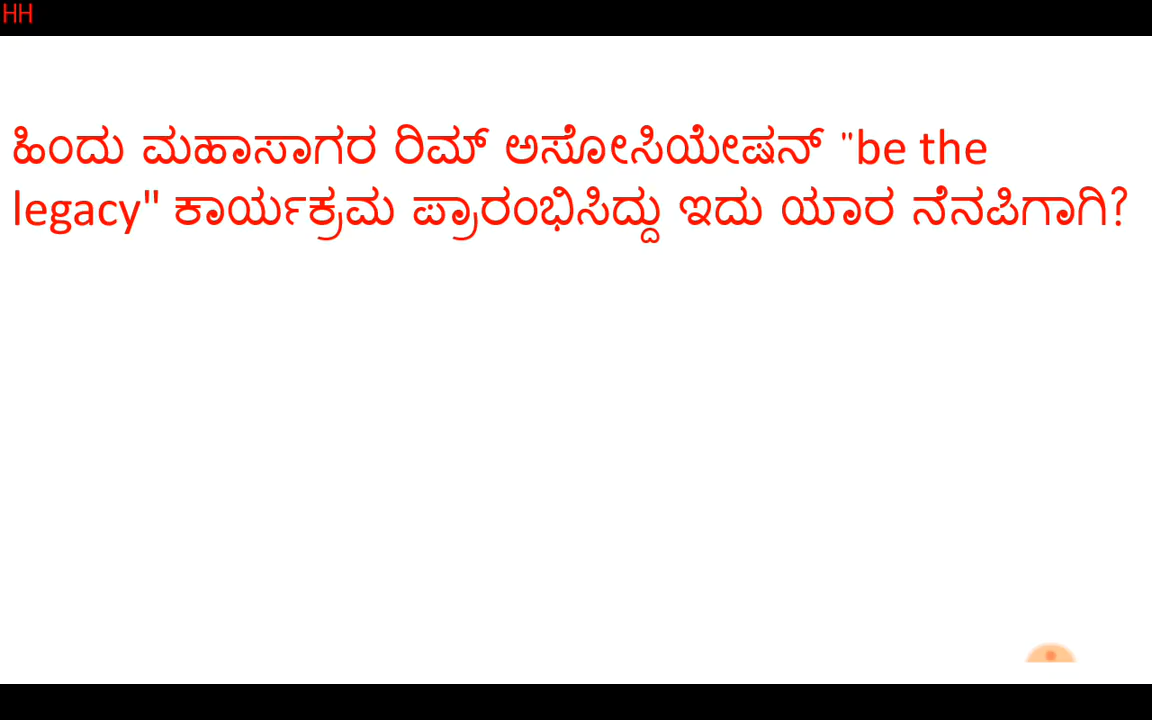 HH
ಹಿಂದು ಮಹಾಸಾಗರ ರಿಮ್ ಅಸೋಸಿಯೇಷನ್ "be the
legacy" ಕಾರ್ಯಕ್ರಮ ಪ್ರಾರಂಭಿಸಿದ್ದು ಇದು ಯಾರ ನೆನಪಿಗಾಗಿ?